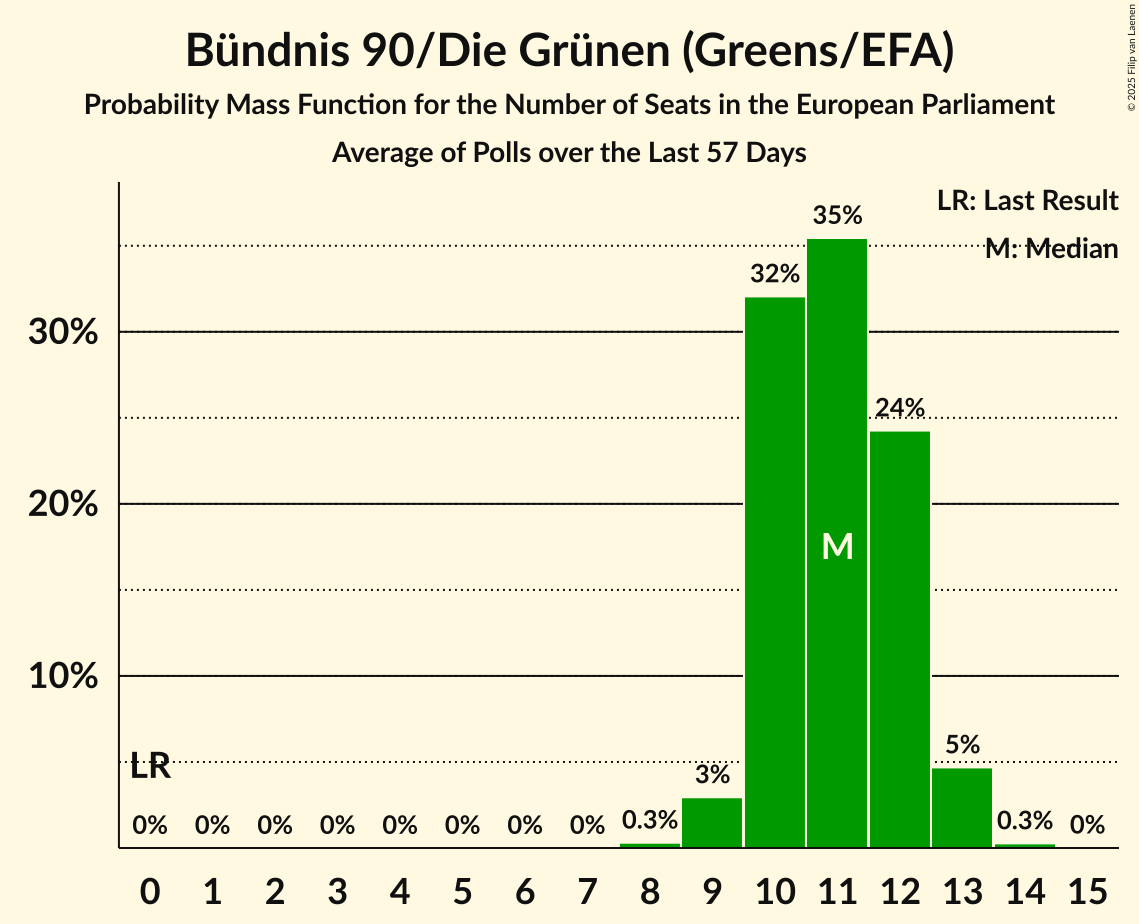 Bündnis 90/Die Grünen (Greens/EFA)
Probability Mass Function for the Number of Seats in the European Parliament
Average of Polls over the Last 57 Days
© 2025 Filip van Laenen
LR: Last Result
M: Median
35%
32%
30%
24%
20%
M
10%
LR
5%
3%
0% 0% 0% 0% 0% 0% 0% 0% 0.3% 0.3% 0%
0 1 2 3 4 5 6 7 8 9 10 11 12 13 14 15